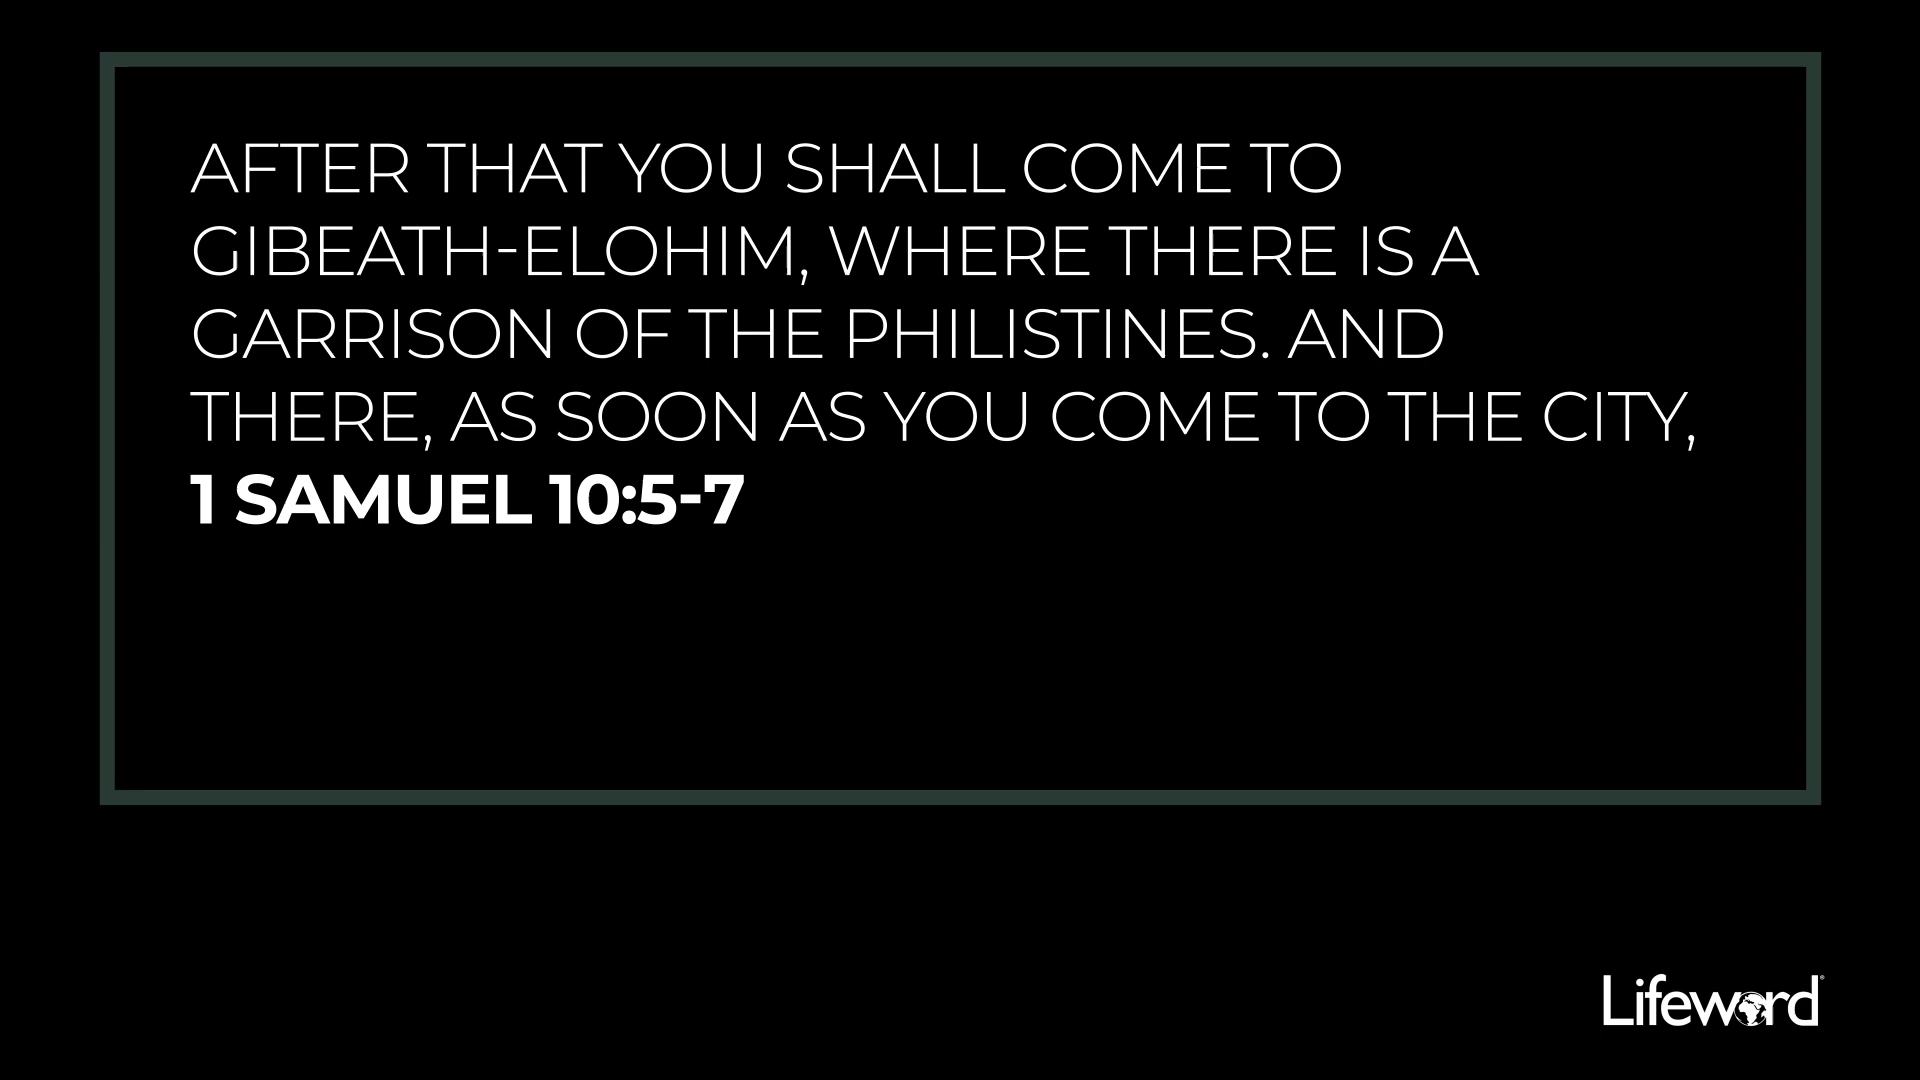 AFTER THAT YOU SHALL COME TO
GIBEATH-ELOHIM, WHERE THERE IS A
GARRISON OF THE PHILISTINES. AND
THERE, AS SOON AS YOU COME TO THE CITY,
1 SAMUEL 10:5-7
Lifeword®